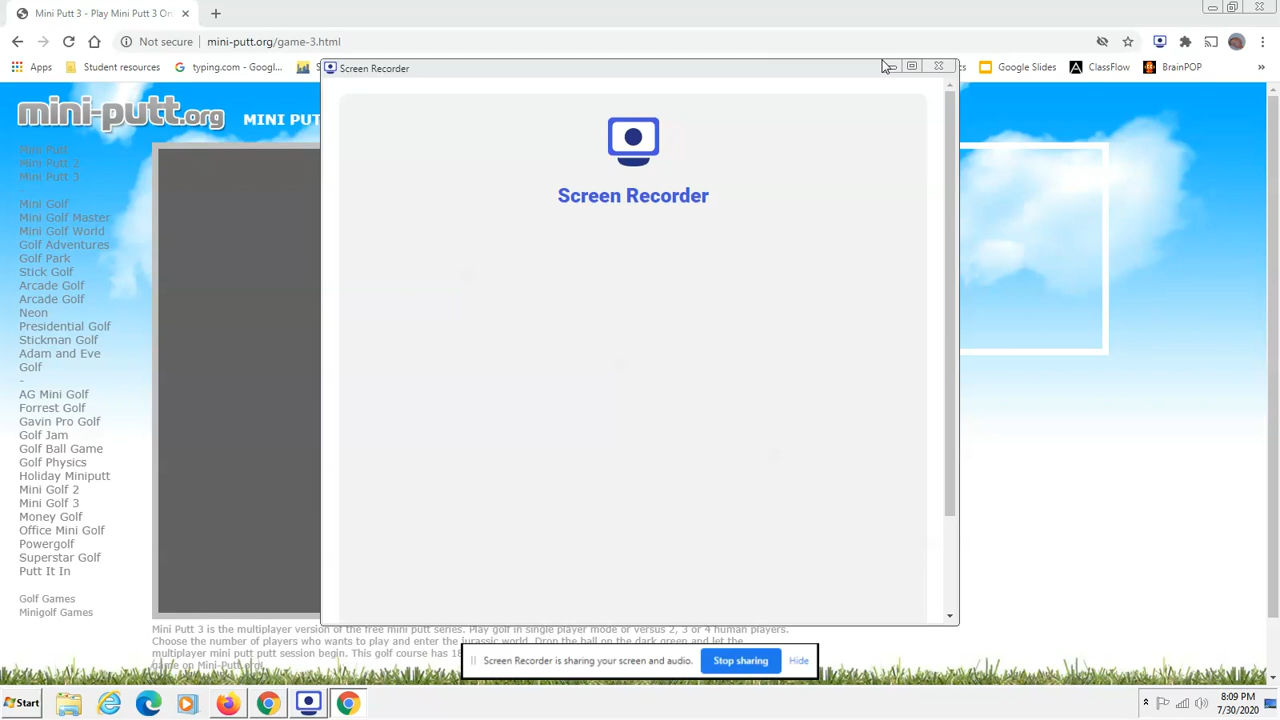 Mini Putt 3 - Play Mini Putt 3 On
Not secure | mini-putt.org/game-3.html
Apps Student resources typing.com - Googl... Google Slides ClassFlow BrainPOP »
Screen Recorder
mini-putt.org MINI PUT
Screen Recorder
Mini Putt
Mini Putt 2
Mini Putt 3
-
Mini Golf
Mini Golf Master
Mini Golf World
Golf Adventures
Golf Park
Stick Golf
Arcade Golf
Arcade Golf
Neon
Presidential Golf
Stickman Golf
Adam and Eve
Golf
-
AG Mini Golf
Forrest Golf
Gavin Pro Golf
Golf Jam
Golf Ball Game
Golf Physics
Holiday Miniputt
Mini Golf 2
Mini Golf 3
Money Golf
Office Mini Golf
Powergolf
Superstar Golf
Putt It In
Golf Games
Minigolf Games
Mini Putt 3 is the multiplayer version of the free mini putt series. Play golf in single player mode or versus 2, 3 or 4 human players.
Choose the number of players who wants to play and enter the jurassic world. Drop the ball on the dark green and let the
multiplayer mini putt putt session begin. This golf course has 18
game on Mini-Putt.org!
Screen Recorder is sharing your screen and audio. Stop sharing Hide
Start
8:09 PM
7/30/2020